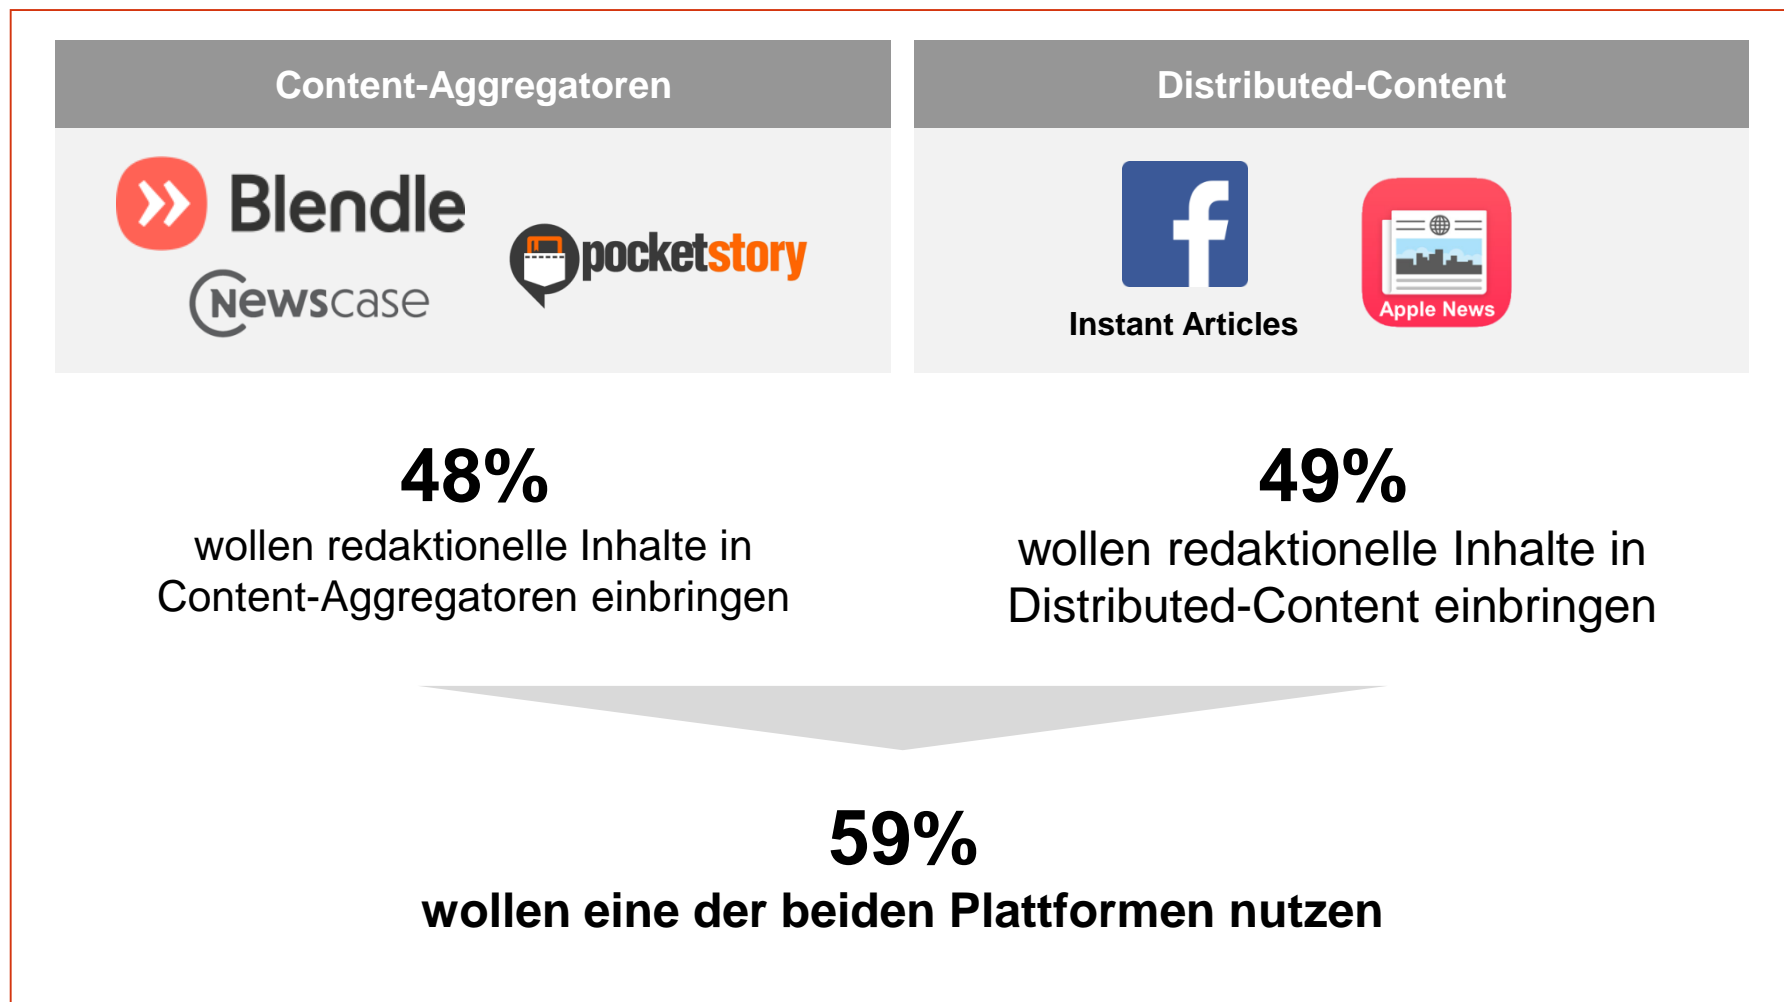 Content-Aggregatoren
Blendle
pocketstory
Newscase
48%
wollen redaktionelle Inhalte in
Content-Aggregatoren einbringen
Distributed-Content
Instant Articles
Apple News
49%
wollen redaktionelle Inhalte in
Distributed-Content einbringen
59%
wollen eine der beiden Plattformen nutzen